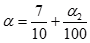 α = 7/10 + α₂/100